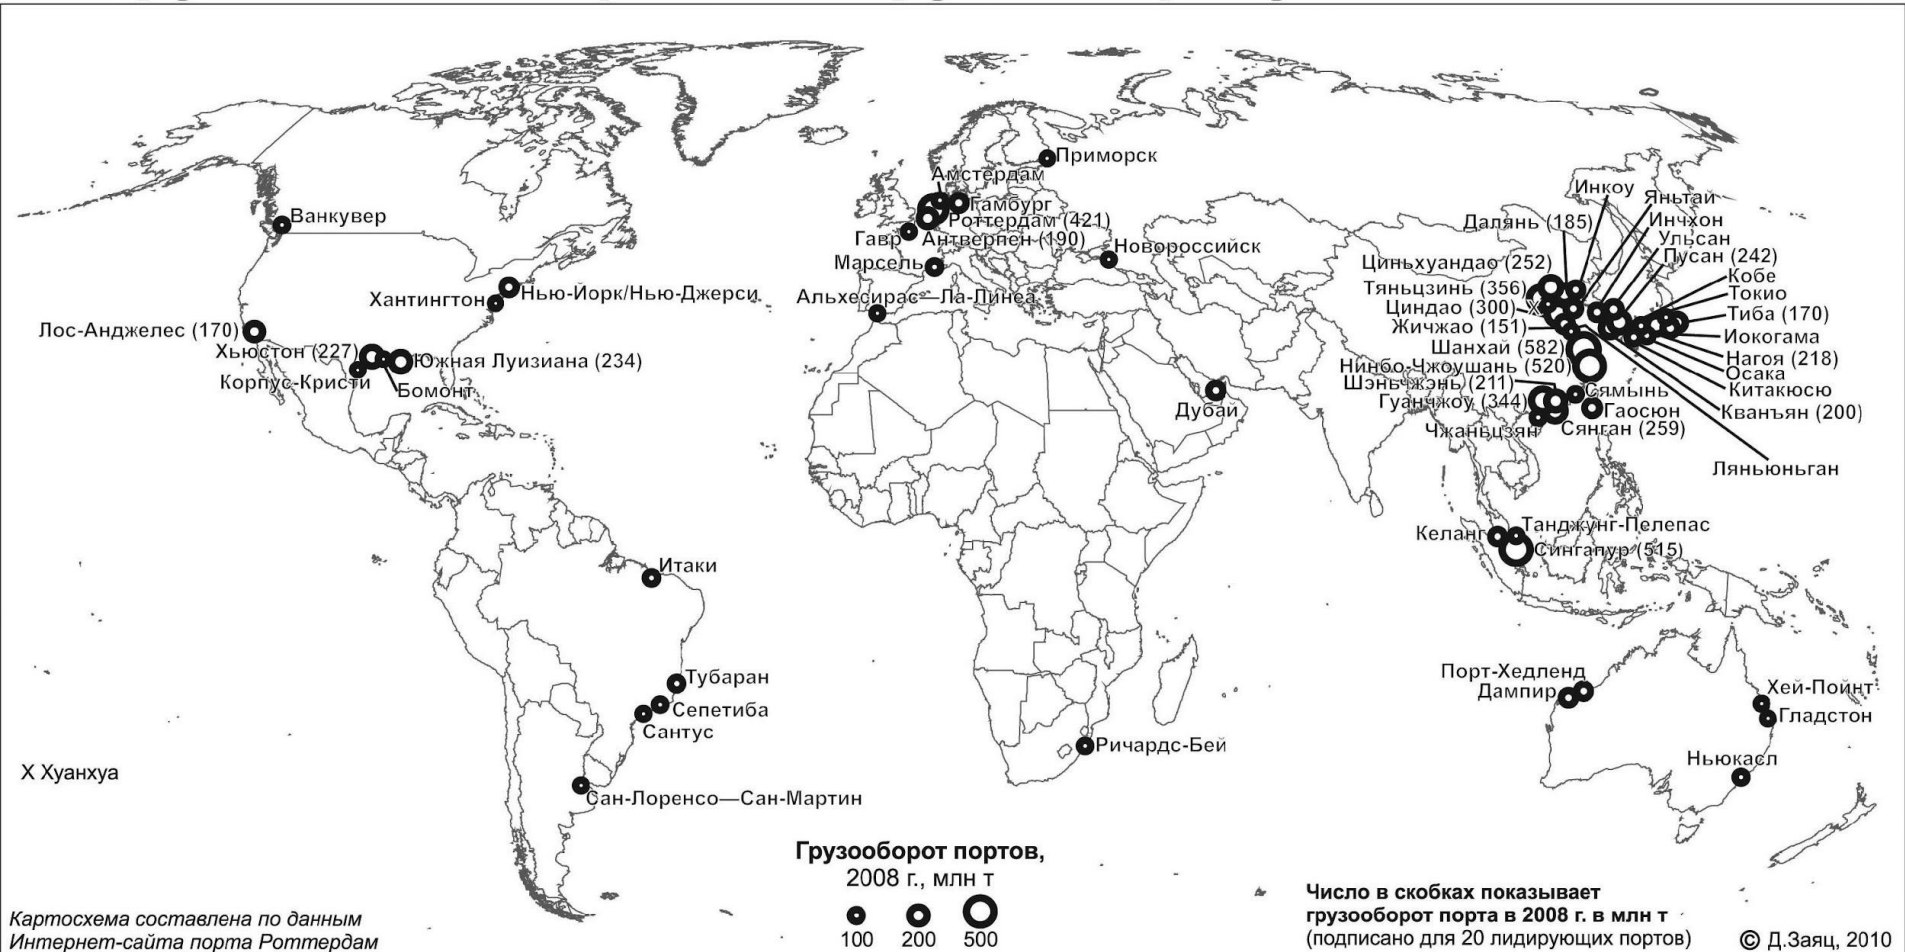 Приморск
Амстердам
Гамбург
Роттердам (421)
Антверпен (190)
Гавр
Марсель
Новороссийск
Альхесирас—Ла-Линеа
Ванкувер
Хантингтон
Нью-Йорк/Нью-Джерси
Лос-Анджелес (170)
Хьюстон (227)
Южная Луизиана (234)
Корпус-Кристи
Бомонт
Дубай
Инкоу
Яньтай
Далянь (185)
Инчхон
Ульсан
Пусан (242)
Циньхуандао (252)
Кобе
Тяньцзинь (356)
Токио
Циндао (300)
X
Тиба (170)
Жичжао (151)
Иокогама
Шанхай (582)
Нагоя (218)
Нинбо-Чжоушань (520)
Осака
Шэньчжэнь (211)
Китакюсю
Сямынь
Гуанчжоу (344)
Гаосюн
Кванъян (200)
Чжаньцзян
Сянган (259)
Ляньюньган
Танджунг-Пелепас
Келанг
Сингапур (515)
Итаки
Тубаран
Сепетиба
Сантус
Порт-Хедленд
Дампир
Хей-Пойнт
Гладстон
Ричардс-Бей
Ньюкасл
X Хуанхуа
Сан-Лоренсо—Сан-Мартин
Грузооборот портов,
2008 г., млн т
100 200 500
Число в скобках показывает
грузооборот порта в 2008 г. в млн т
(подписано для 20 лидирующих портов)
Картосхема составлена по данным
Интернет-сайта порта Роттердам
© Д.Заяц, 2010